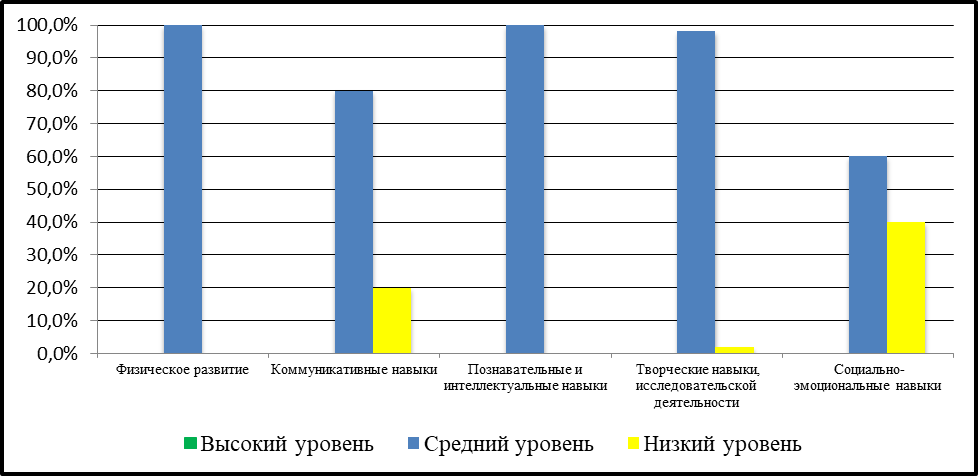 100,0%
90,0%
80,0%
70,0%
60,0%
50,0%
40,0%
30,0%
20,0%
10,0%
0,0%
Физическое развитие
Коммуникативные навыки
Познавательные и
интеллектуальные навыки
Творческие навыки,
исследовательской
деятельности
Социально-
эмоциональные навыки
Высокий уровень
Средний уровень
Низкий уровень